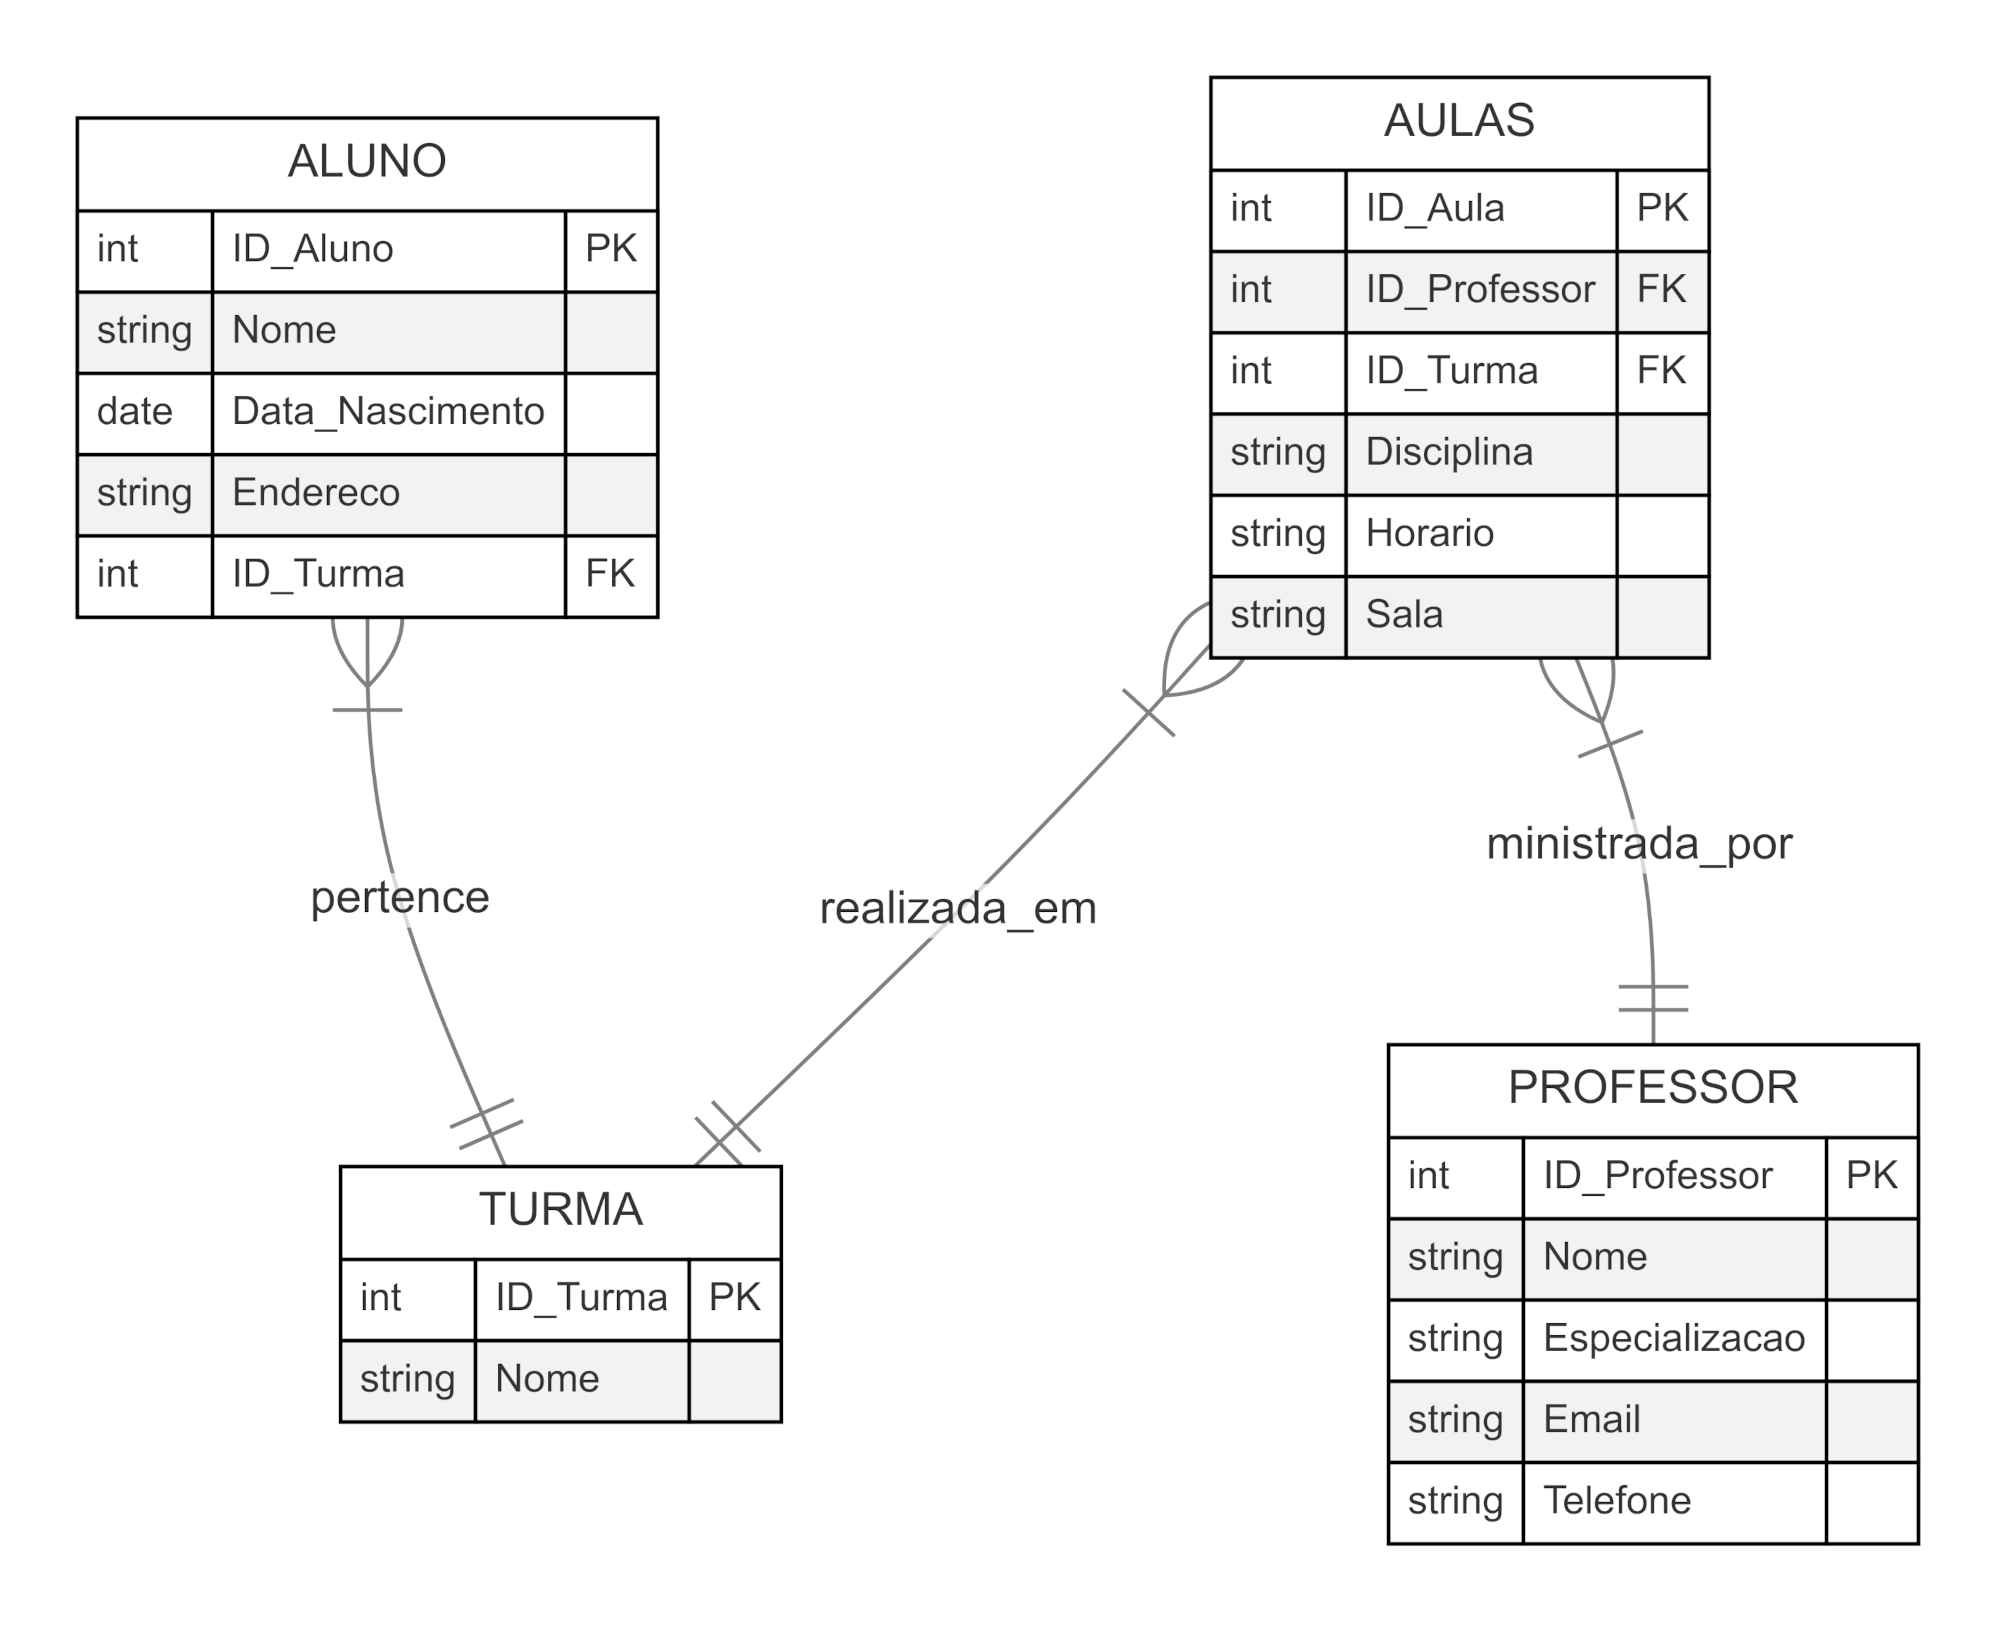 ALUNO
int ID_Aluno PK
string Nome
date Data_Nascimento
string Endereco
int ID_Turma FK
AULAS
int ID_Aula PK
int ID_Professor FK
int ID_Turma FK
string Disciplina
string Horario
string Sala
pertence
realizada_em
ministrada_por
TURMA
int ID_Turma PK
string Nome
PROFESSOR
int ID_Professor PK
string Nome
string Especializacao
string Email
string Telefone